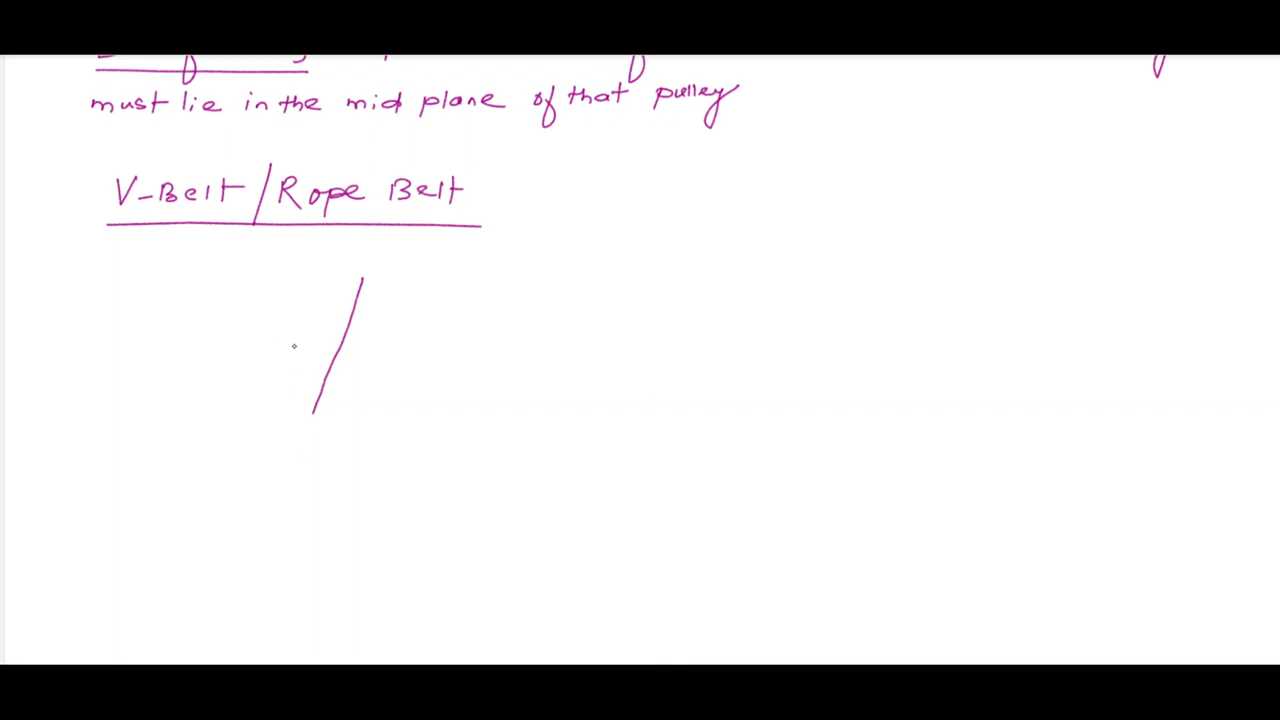 must lie in the mid plane of that pulley
V-Belt/Rope Belt